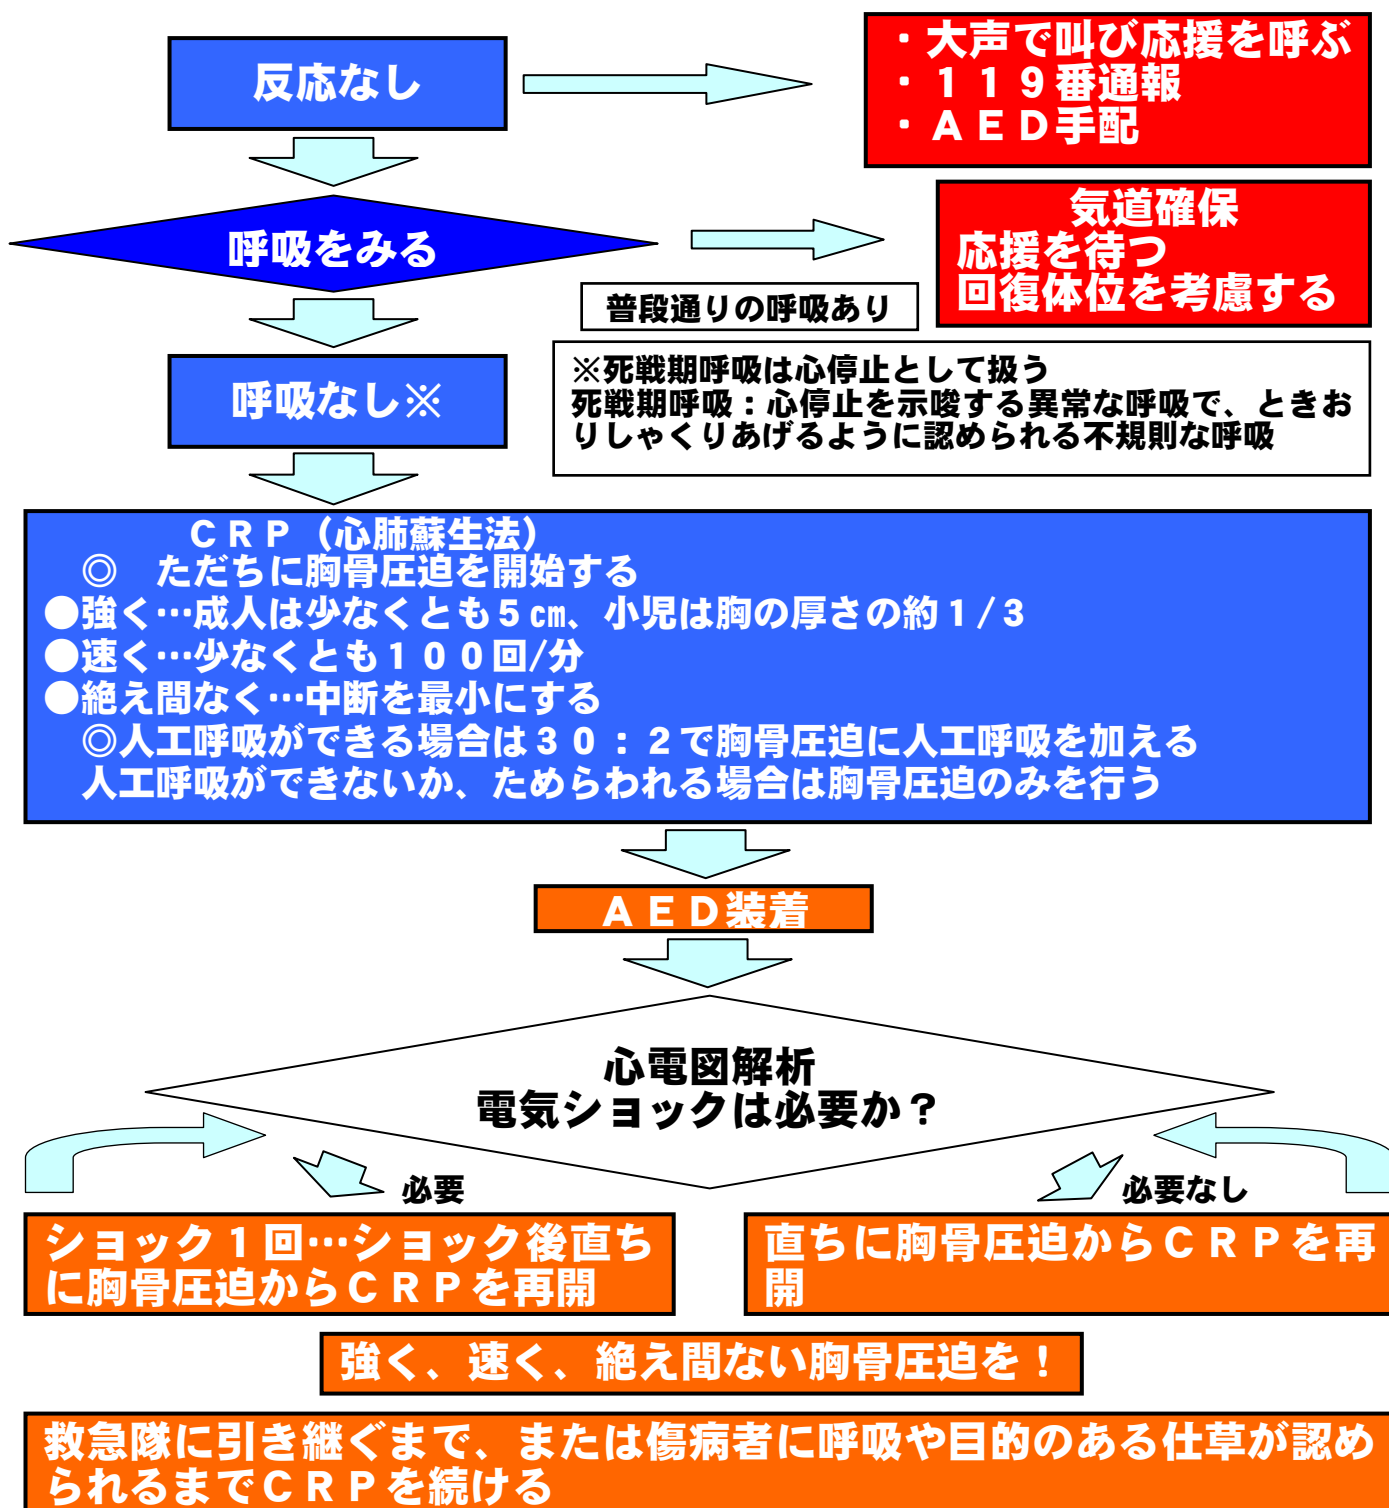 反応なし
・大声で叫び応援を呼ぶ
・１１９番通報
・ＡＥＤ手配
呼吸をみる
気道確保
応援を待つ
回復体位を考慮する
普段通りの呼吸あり
呼吸なし※
※死戦期呼吸は心停止として扱う
死戦期呼吸：心停止を示唆する異常な呼吸で、ときお
りしゃくりあげるように認められる不規則な呼吸
ＣＲＰ（心肺蘇生法）
◎　ただちに胸骨圧迫を開始する
●強く…成人は少なくとも５㎝、小児は胸の厚さの約１/３
●速く…少なくとも１００回/分
●絶え間なく…中断を最小にする
◎人工呼吸ができる場合は３０：２で胸骨圧迫に人工呼吸を加える
人工呼吸ができないか、ためらわれる場合は胸骨圧迫のみを行う
ＡＥＤ装着
心電図解析
電気ショックは必要か？
必要
必要なし
ショック１回…ショック後直ち
に胸骨圧迫からＣＲＰを再開
直ちに胸骨圧迫からＣＲＰを再
開
強く、速く、絶え間ない胸骨圧迫を！
救急隊に引き継ぐまで、または傷病者に呼吸や目的のある仕草が認め
られるまでＣＲＰを続ける